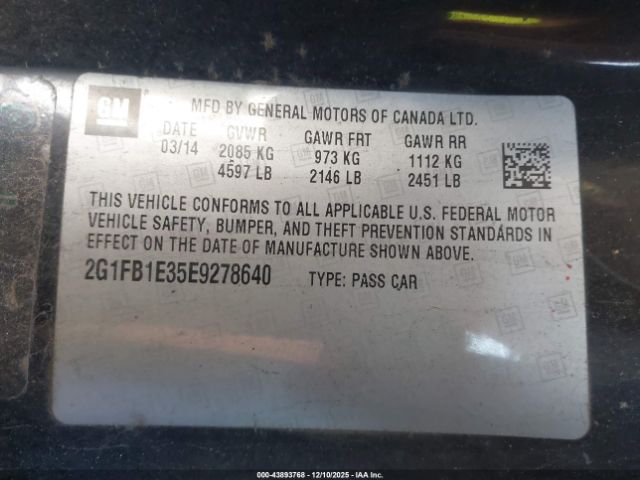 GM MFD BY GENERAL MOTORS OF CANADA LTD.
DATE GVWR GAWR FRT GAWR RR
03/14 2085 KG 973 KG 1112 KG
4597 LB 2146 LB 2451 LB
THIS VEHICLE CONFORMS TO ALL APPLICABLE U.S. FEDERAL MOTOR
VEHICLE SAFETY, BUMPER, AND THEFT PREVENTION STANDARDS IN
EFFECT ON THE DATE OF MANUFACTURE SHOWN ABOVE.
2G1FB1E35E9278640 TYPE: PASS CAR
000-43893768 • 12/10/2025 • IAAI, Inc.